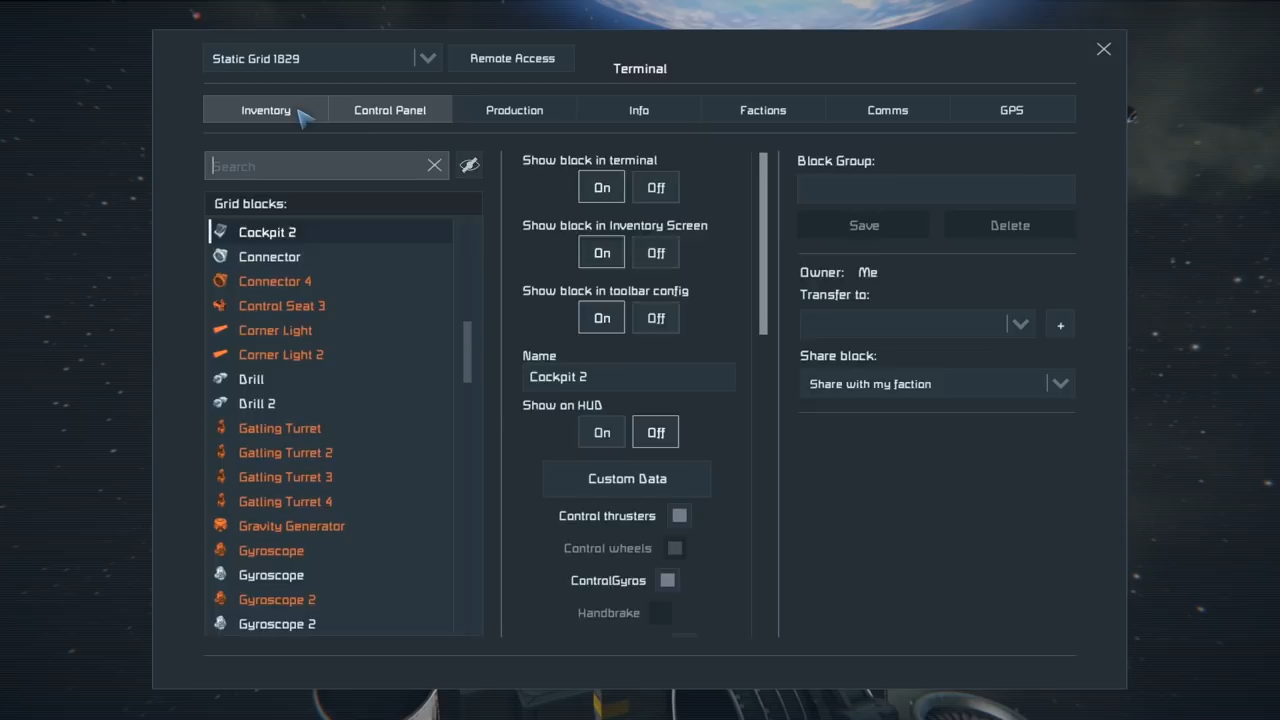 Static Grid 1829
Remote Access
Terminal
Inventory
Control Panel
Production
Info
Factions
Comms
GPS
Search
Grid blocks:
Cockpit 2
Connector
Connector 4
Control Seat 3
Corner Light
Corner Light 2
Drill
Drill 2
Gatling Turret
Gatling Turret 2
Gatling Turret 3
Gatling Turret 4
Gravity Generator
Gyroscope
Gyroscope
Gyroscope 2
Gyroscope 2
Show block in terminal
On Off
Show block in Inventory Screen
On Off
Show block in toolbar config
On Off
Name
Cockpit 2
Show on HUD
On Off
Custom Data
Control thrusters
Control wheels
ControlGyros
Handbrake
Block Group:
Save Delete
Owner: Me
Transfer to:
+
Share block:
Share with my faction